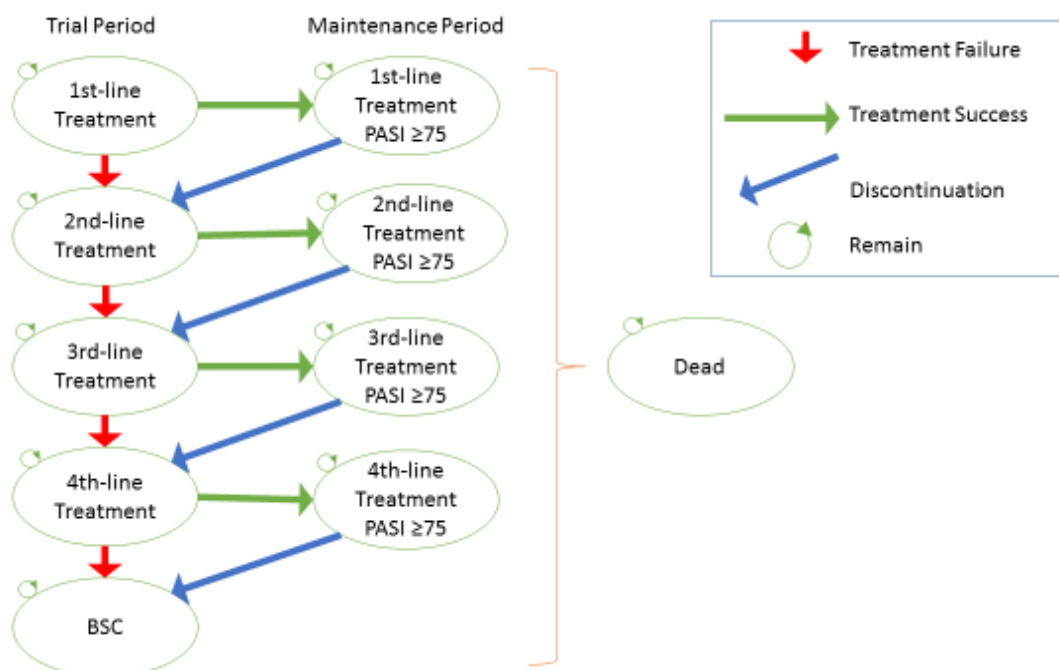 Trial Period
Maintenance Period
1st-line
Treatment
1st-line
Treatment
PASI ≥75
2nd-line
Treatment
2nd-line
Treatment
PASI ≥75
3rd-line
Treatment
3rd-line
Treatment
PASI ≥75
4th-line
Treatment
4th-line
Treatment
PASI ≥75
BSC
Dead
Treatment Failure
Treatment Success
Discontinuation
Remain